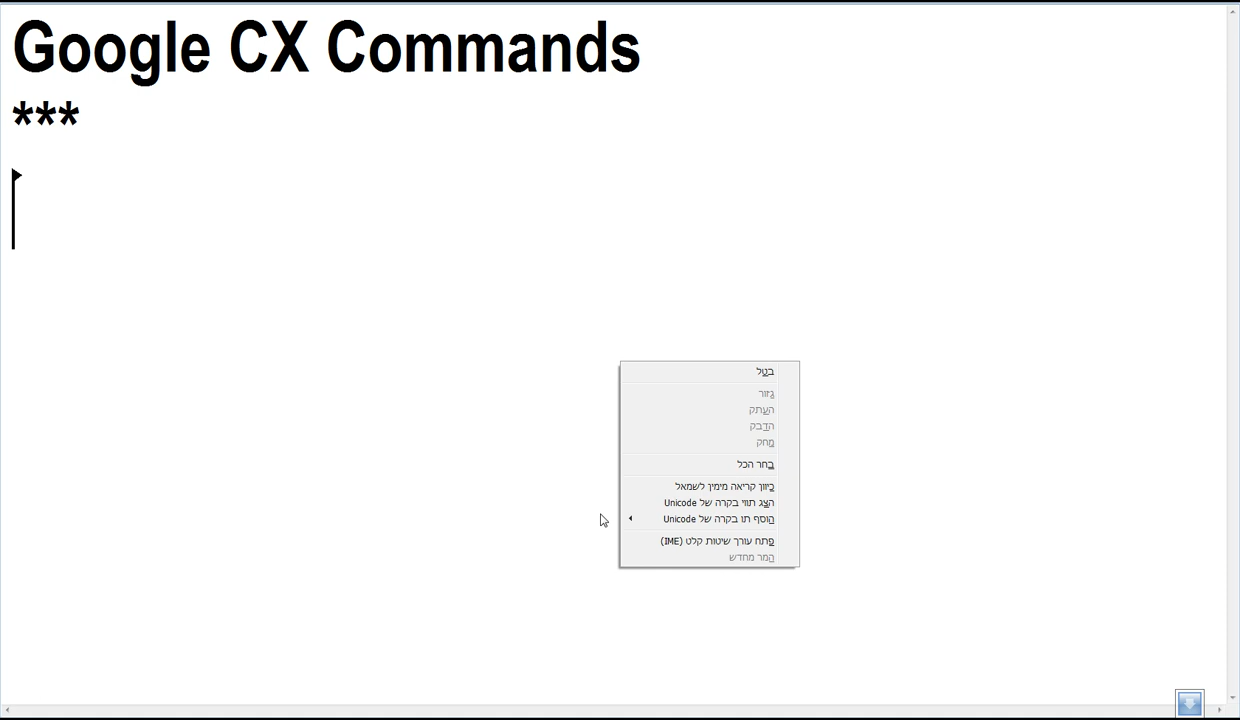 Google CX Commands
***
בטל
גזור
העתק
הדבק
מחק
בחר הכל
כיוון קריאה מימין לשמאל
הצג תווי בקרה של Unicode
הוסף תו בקרה של Unicode
פתח עורך שיטות קלט (IME)
המר מחדש